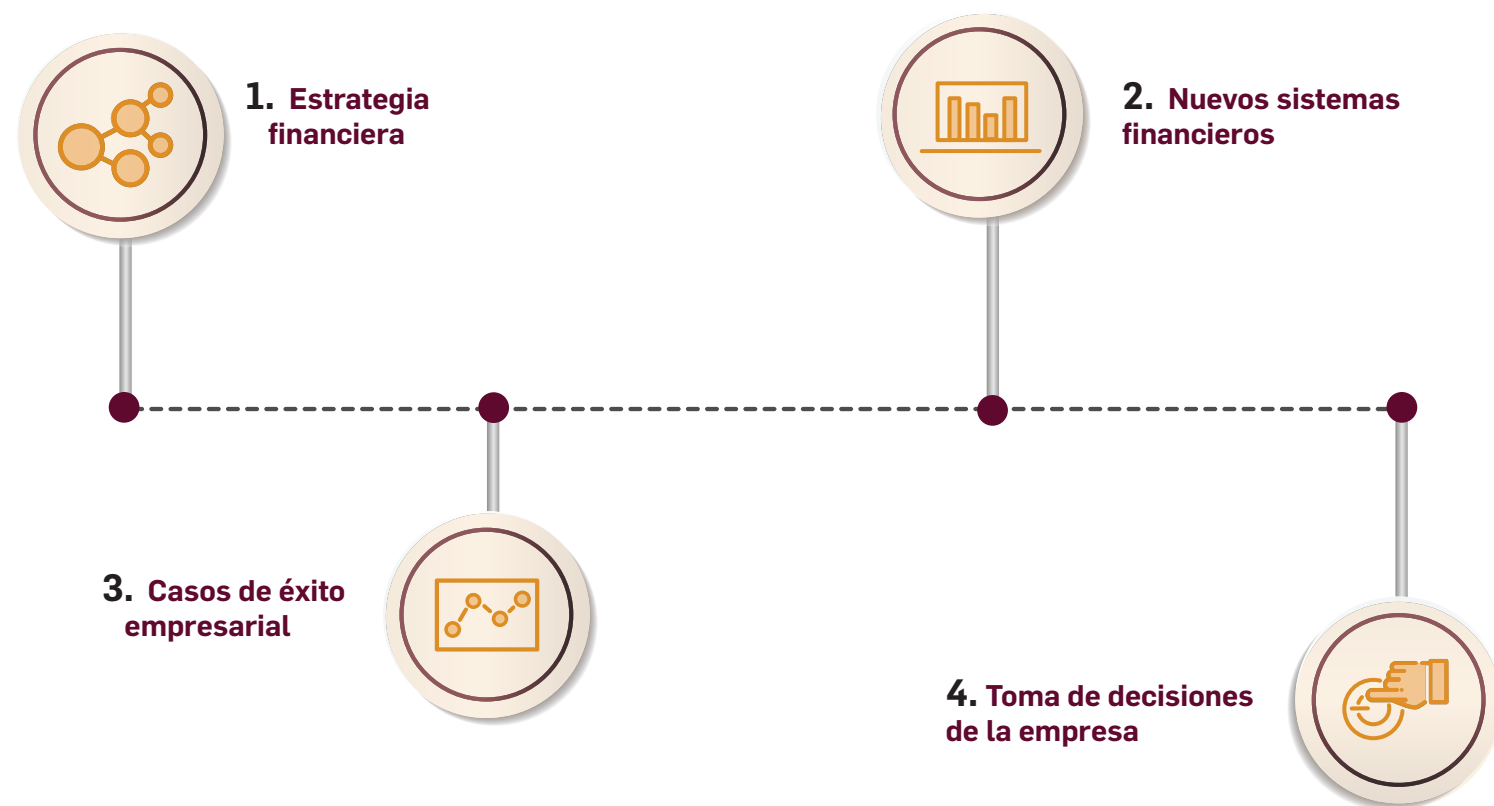 1. Estrategia
financiera
2. Nuevos sistemas
financieros
3. Casos de éxito
empresarial
4. Toma de decisiones
de la empresa